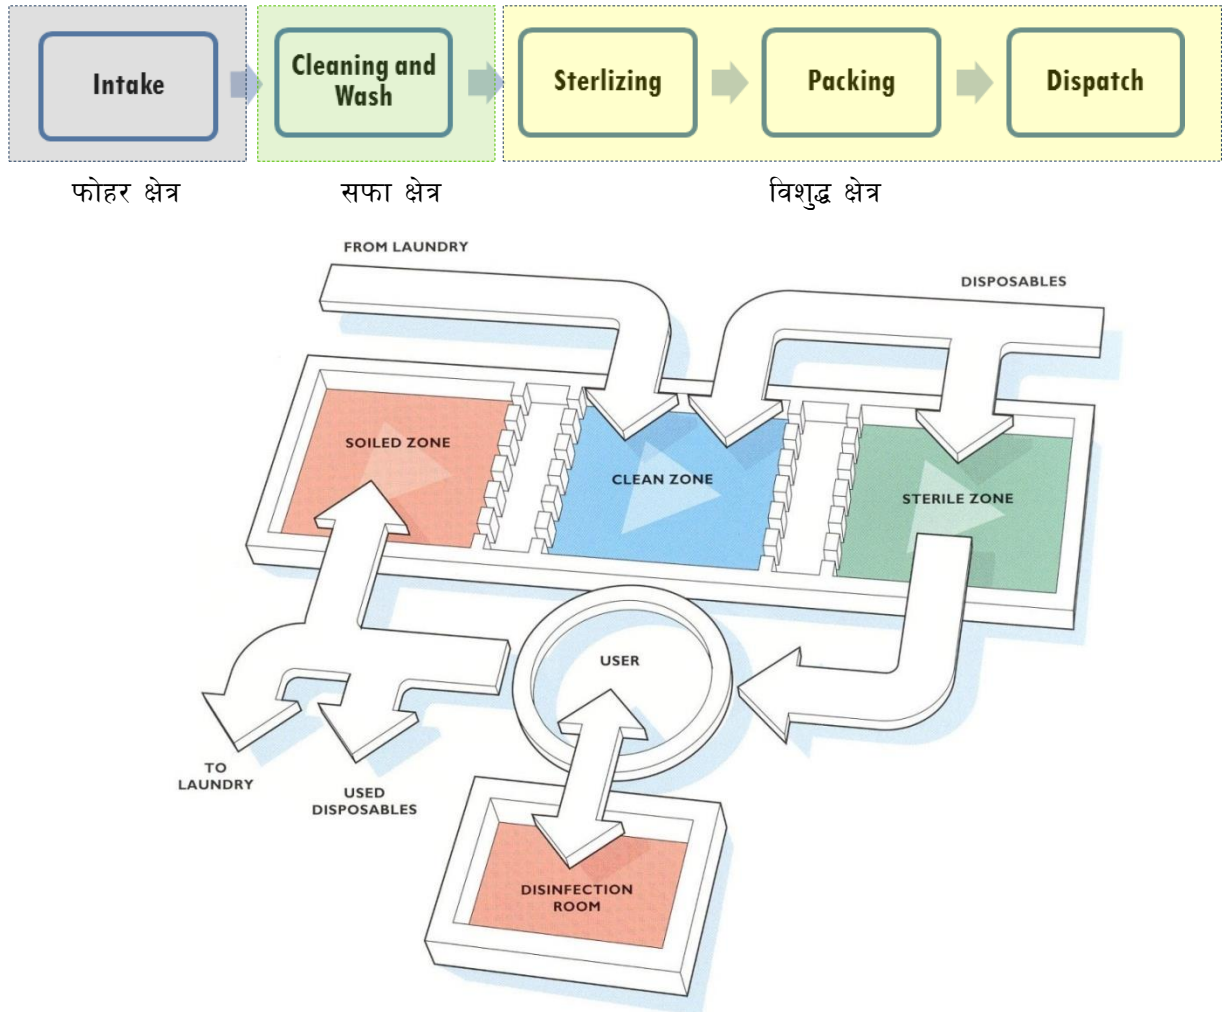 Intake
Cleaning and
Wash
Sterlizing
Packing
Dispatch
फोहर क्षेत्र
सफा क्षेत्र
विशुद्ध क्षेत्र
FROM LAUNDRY
DISPOSABLES
SOILED ZONE
CLEAN ZONE
STERILE ZONE
USER
TO
LAUNDRY
USED
DISPOSABLES
DISINFECTION
ROOM